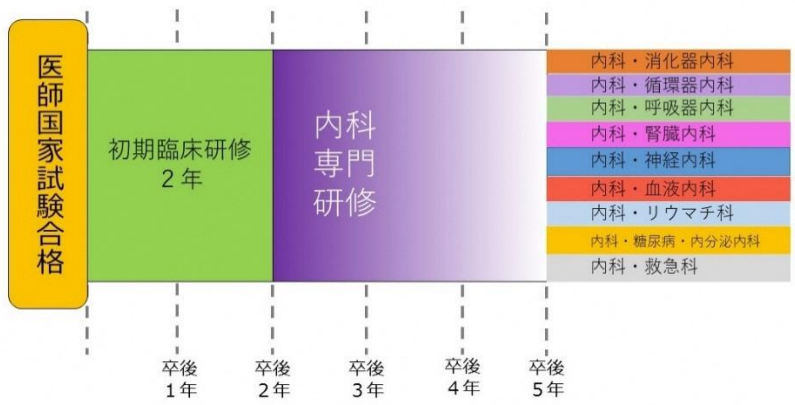 医師国家試験合格
初期臨床研修
2年
内科
専門
研修
内科・消化器内科
内科・循環器内科
内科・呼吸器内科
内科・腎臓内科
内科・神経内科
内科・血液内科
内科・リウマチ科
内科・糖尿病・内分泌内科
内科・救急科
卒後
1年
卒後
2年
卒後
3年
卒後
4年
卒後
5年